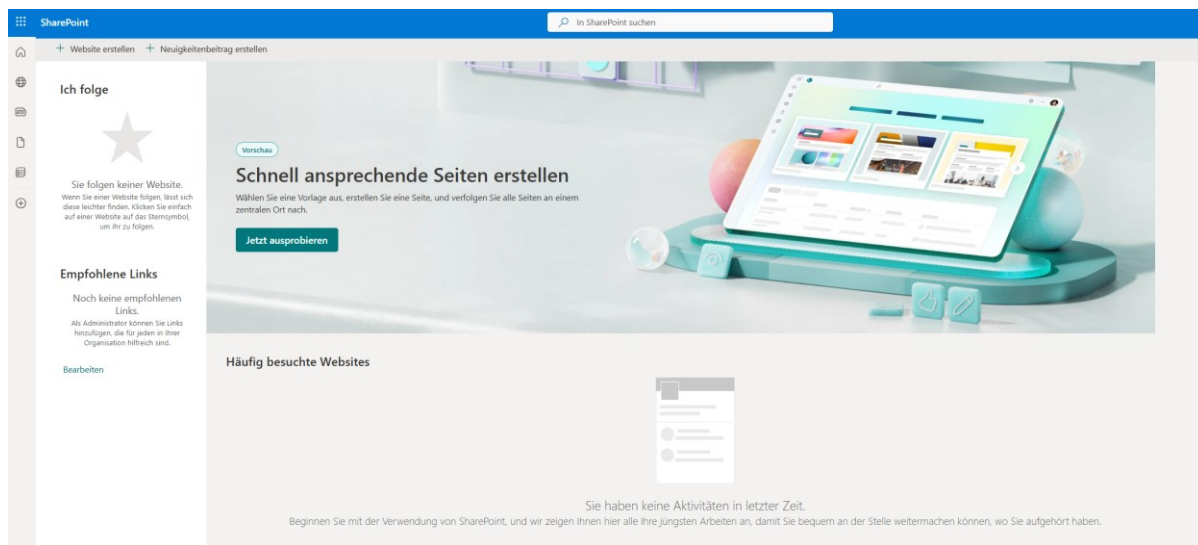 SharePoint
In SharePoint suchen
+ Website erstellen + Neuigkeitenbeitrag erstellen
Ich folge
Sie folgen keiner Website.
Wenn Sie einer Website folgen, lässt sich
diese leichter finden. Klicken Sie einfach
auf einer Website auf das Sternsymbol,
um ihr zu folgen.
Empfohlene Links
Noch keine empfohlenen
Links.
Als Administrator können Sie Links
hinzufügen, die für jeden in Ihrer
Organisation hilfreich sind.
Bearbeiten
Vorschau
Schnell ansprechende Seiten erstellen
Wählen Sie eine Vorlage aus, erstellen Sie eine Seite, und verfolgen Sie alle Seiten an einem
zentralen Ort nach.
Jetzt ausprobieren
Häufig besuchte Websites
Sie haben keine Aktivitäten in letzter Zeit.
Beginnen Sie mit der Verwendung von SharePoint, und wir zeigen Ihnen hier alle Ihre jüngsten Arbeiten an, damit Sie bequem an der Stelle weitermachen können, wo Sie aufgehört haben.